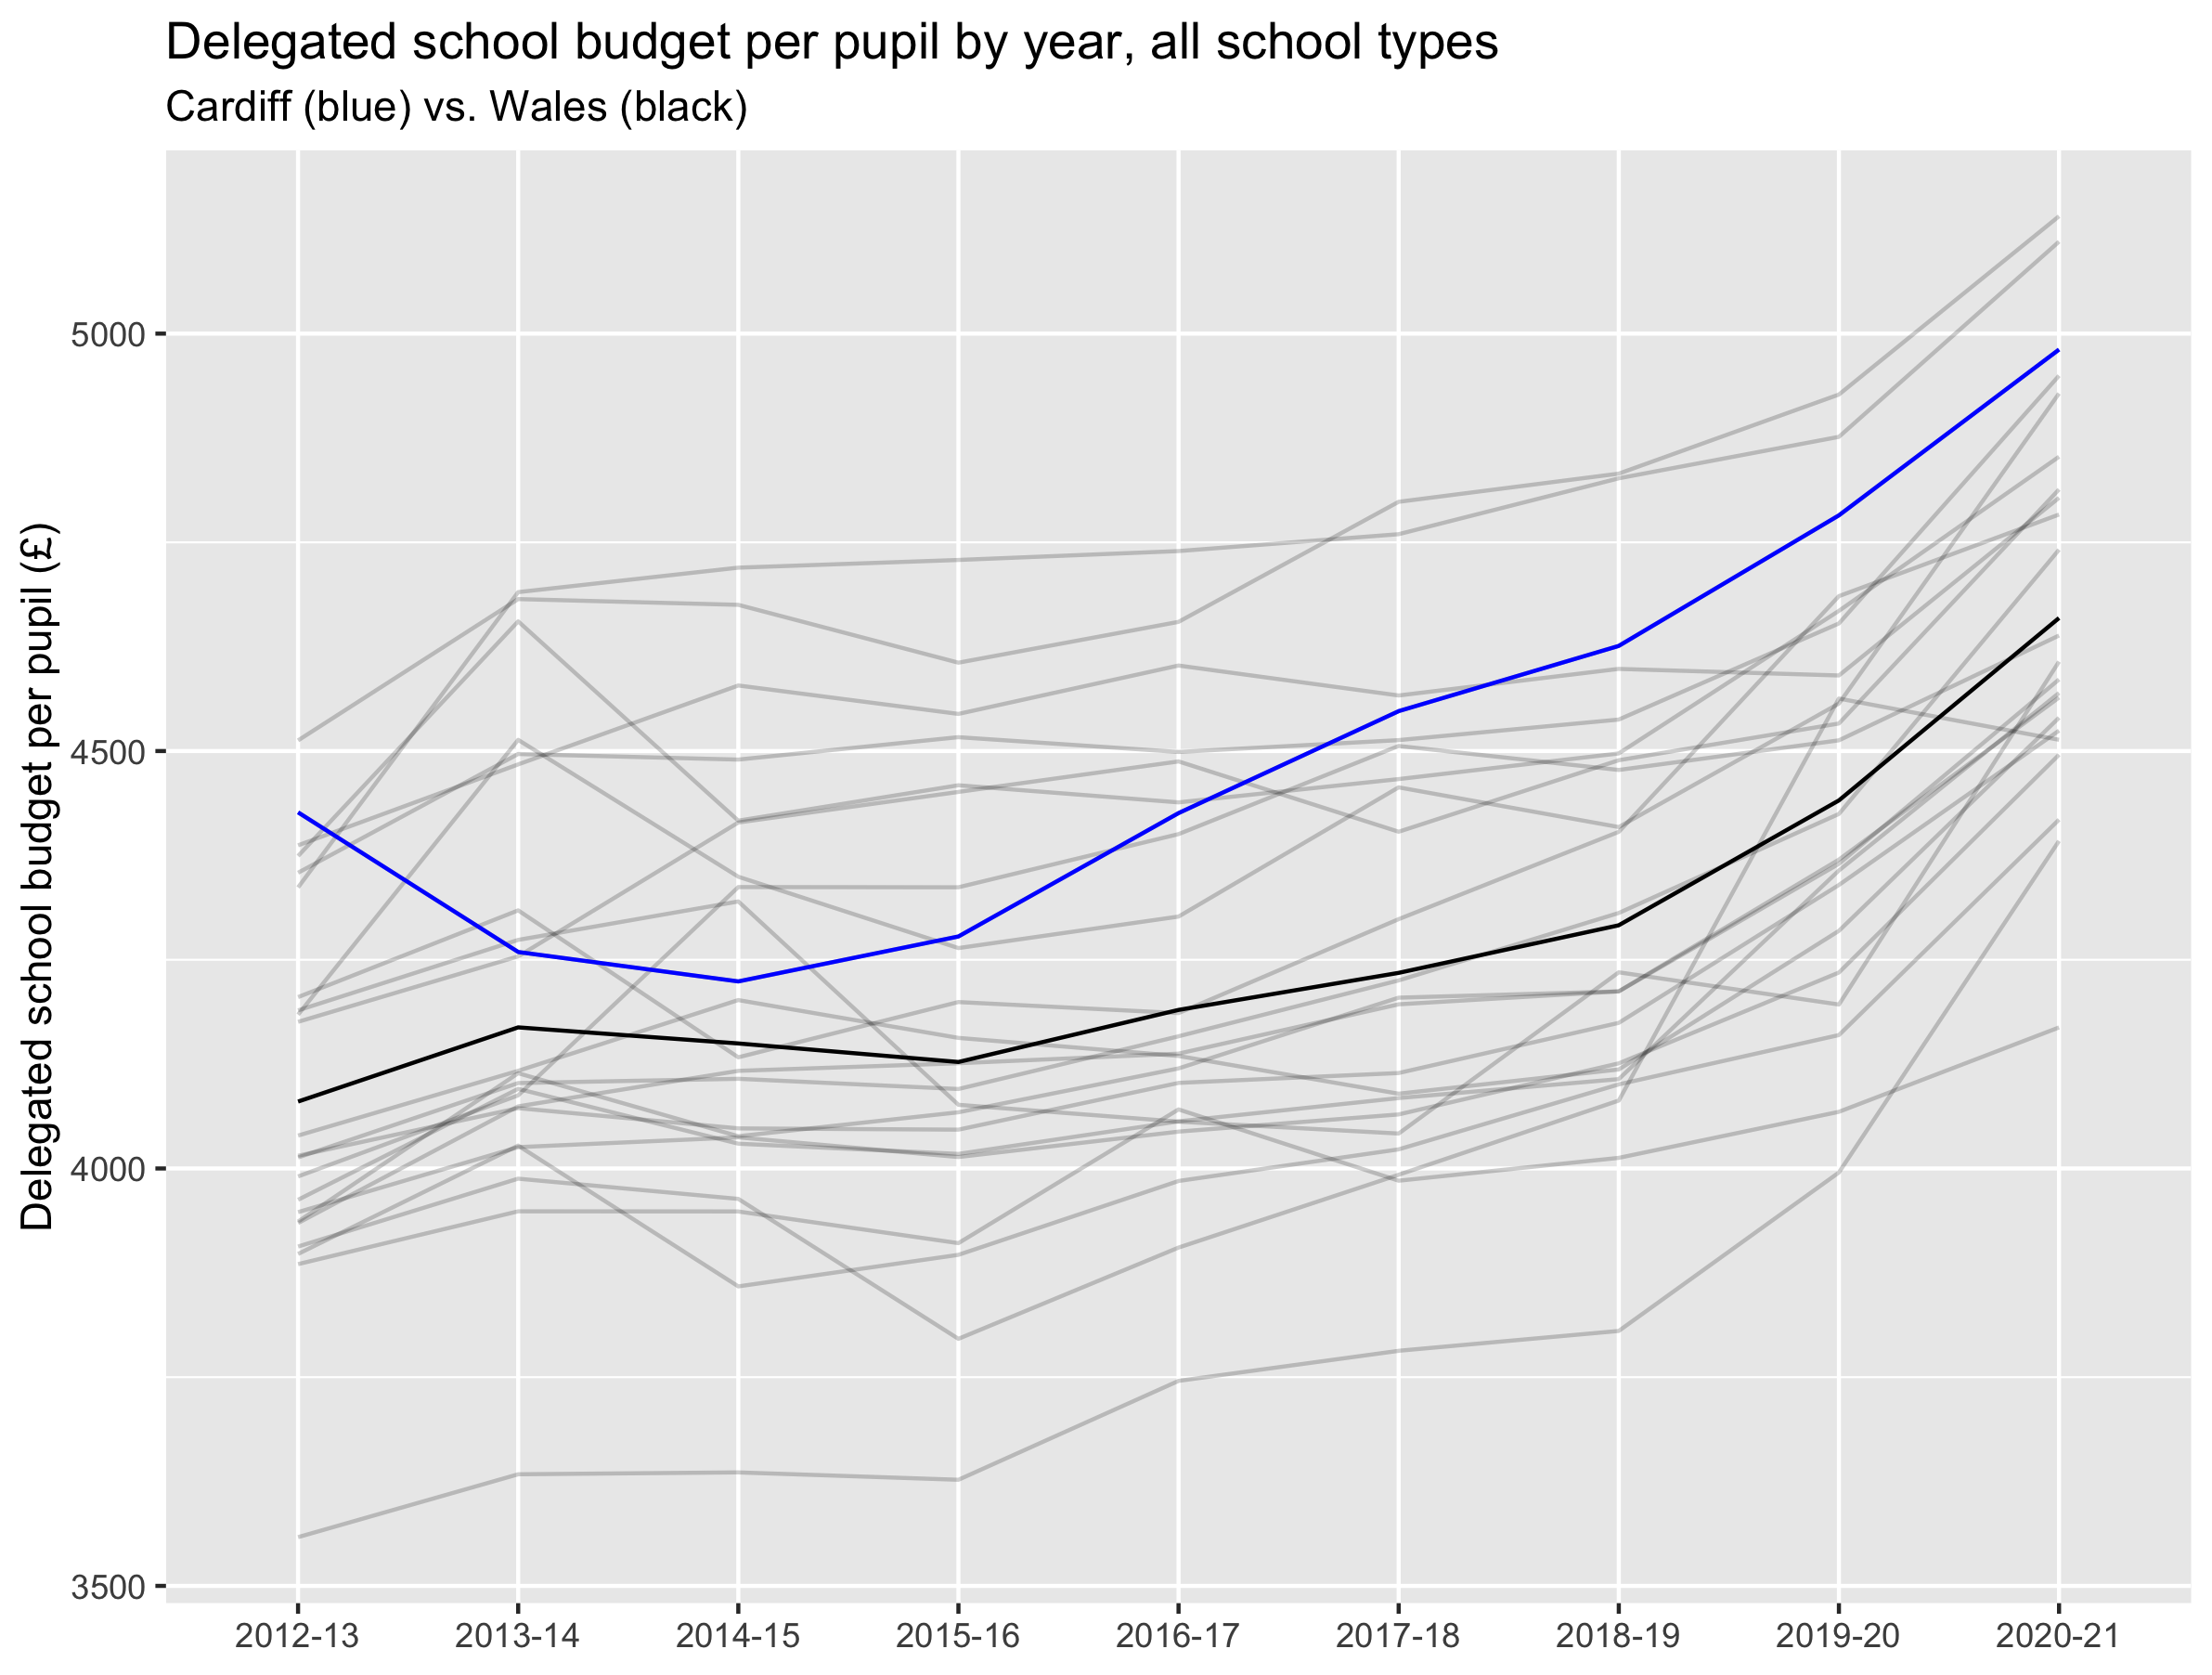 Delegated school budget per pupil by year, all school types
Cardiff (blue) vs. Wales (black)
Delegated school budget per pupil (£)
5000
4500
4000
3500
2012-13 2013-14 2014-15 2015-16 2016-17 2017-18 2018-19 2019-20 2020-21